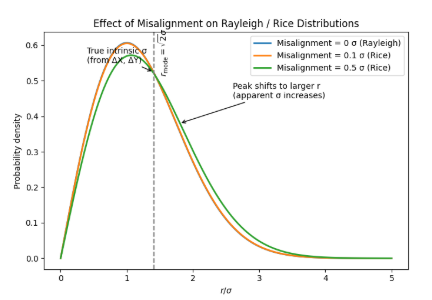 Effect of Misalignment on Rayleigh / Rice Distributions
Misalignment = 0 σ (Rayleigh)
Misalignment = 0.1 σ (Rice)
Misalignment = 0.5 σ (Rice)
True intrinsic σ
(from ΔX, ΔY)
r_mode = √2σ
Peak shifts to larger r
(apparent σ increases)
Probability density
0.6
0.5
0.4
0.3
0.2
0.1
0.0
0 1 2 3 4 5
r/σ